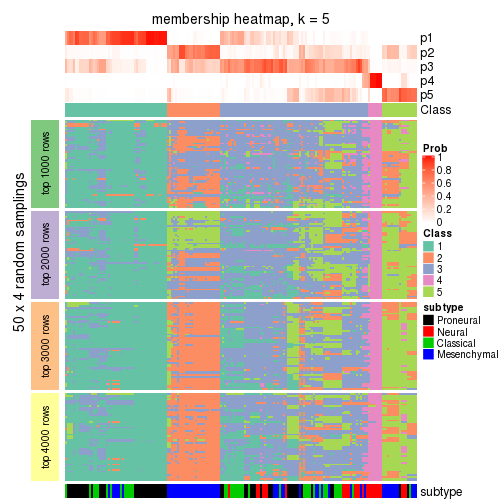 membership heatmap, k = 5
p1
p2
p3
p4
p5
Class
50 x 4 random samplings
top 1000 rows
top 2000 rows
top 3000 rows
top 4000 rows
Prob
1
0.8
0.6
0.4
0.2
0
Class
1
2
3
4
5
subtype
Proneural
Neural
Classical
Mesenchymal
subtype